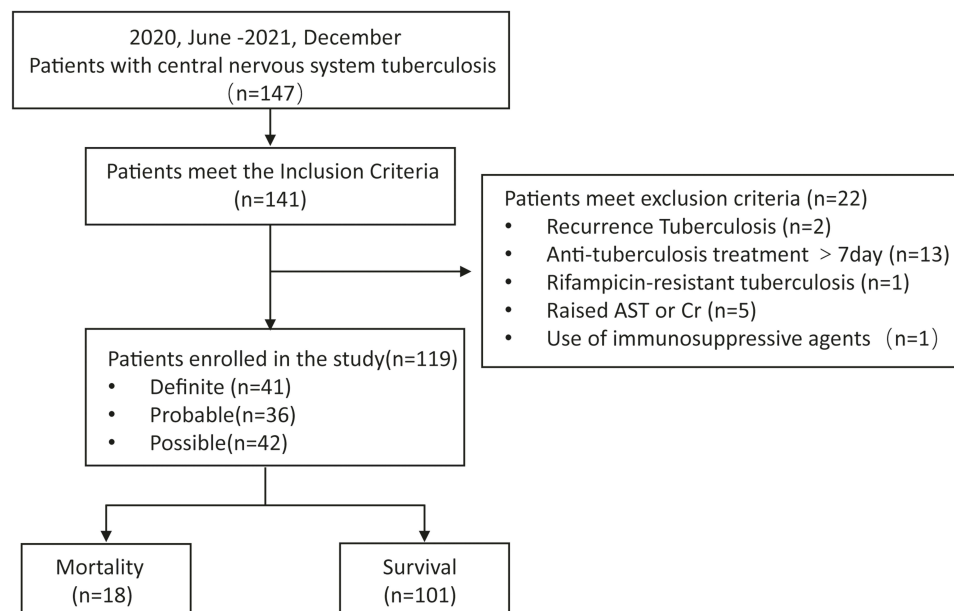 2020, June -2021, December
Patients with central nervous system tuberculosis
（n=147）
Patients meet the Inclusion Criteria
(n=141)
Patients meet exclusion criteria (n=22)
• Recurrence Tuberculosis (n=2)
• Anti-tuberculosis treatment > 7day (n=13)
• Rifampicin-resistant tuberculosis (n=1)
• Raised AST or Cr (n=5)
• Use of immunosuppressive agents （n=1）
Patients enrolled in the study(n=119)
• Definite (n=41)
• Probable(n=36)
• Possible(n=42)
Mortality
(n=18)
Survival
(n=101)